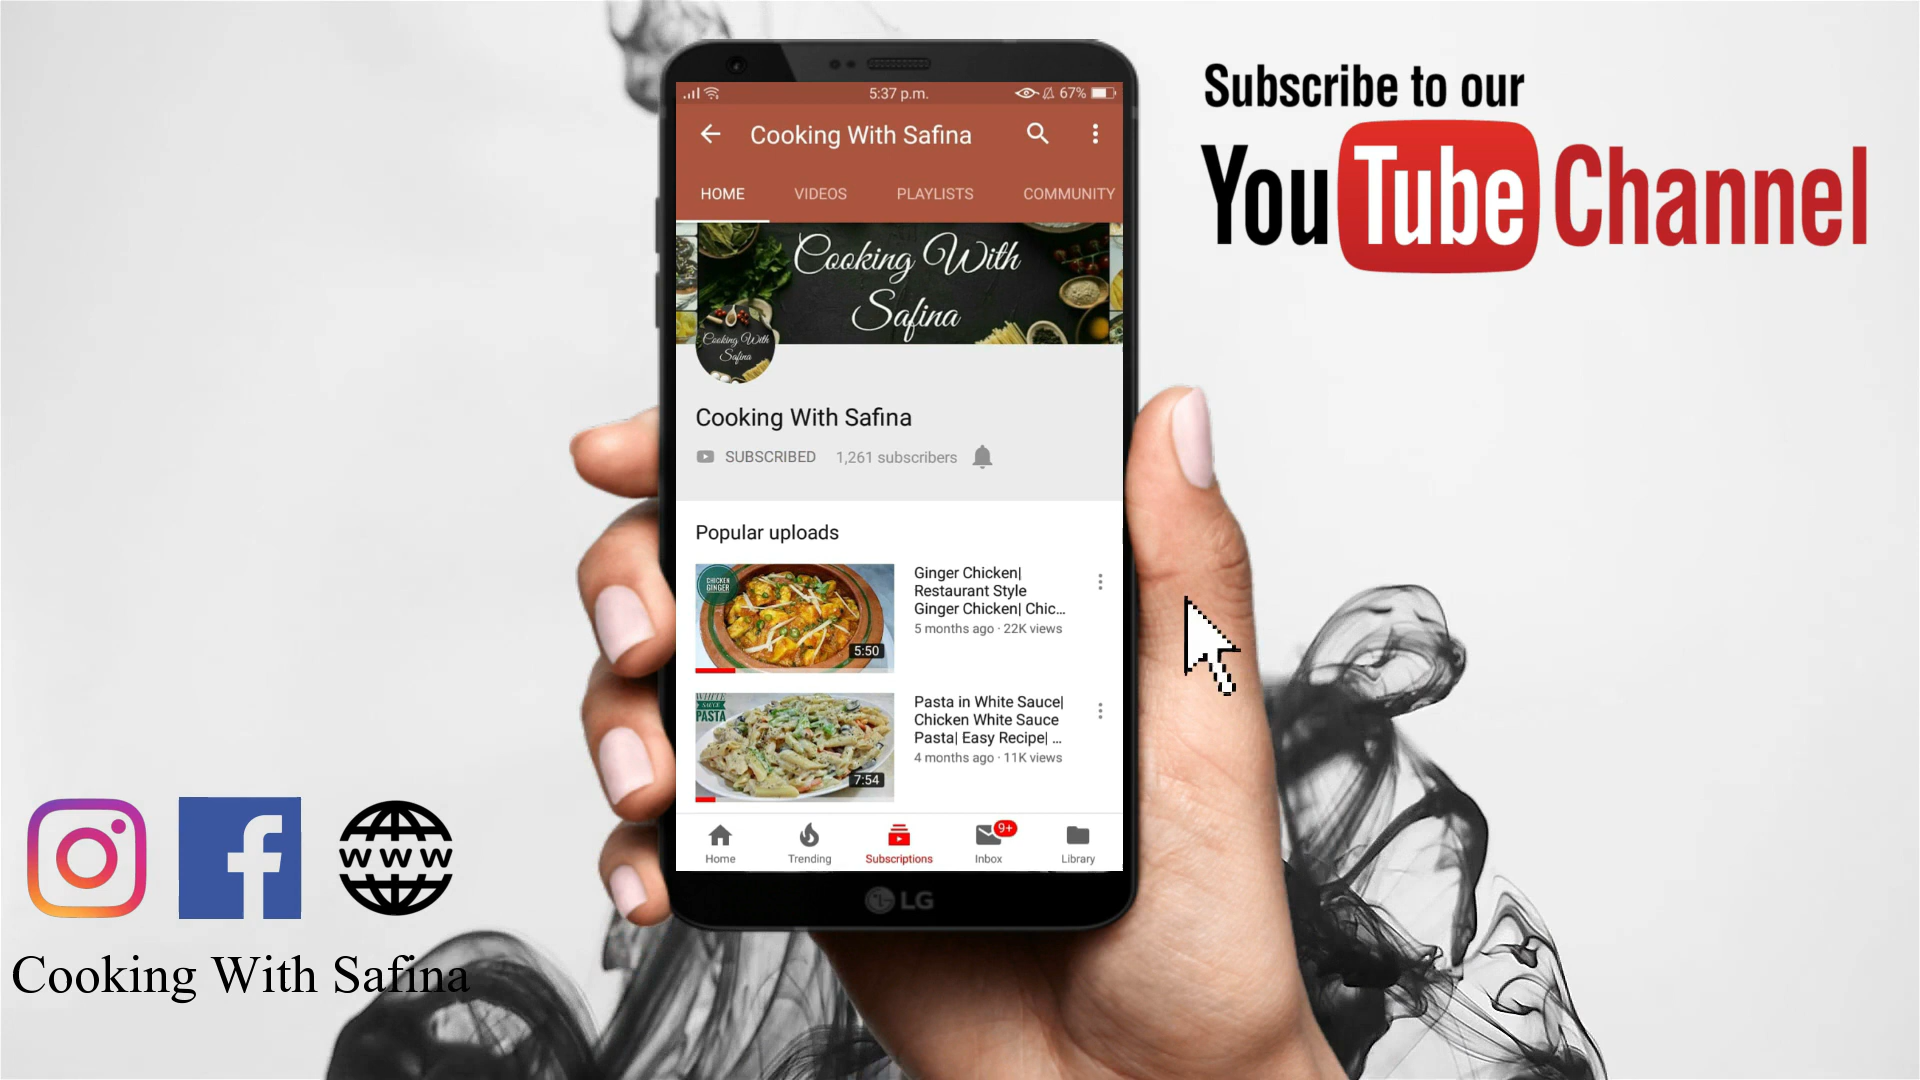 Subscribe to our
YouTube Channel
5:37 p.m.
67%
Cooking With Safina
HOME VIDEOS PLAYLISTS COMMUNITY
Cooking With
Safina
Cooking With
Safina
Cooking With Safina
SUBSCRIBED 1,261 subscribers
Popular uploads
CHICKEN
GINGER
5:50
Ginger Chicken|
Restaurant Style
Ginger Chicken| Chic...
5 months ago · 22K views
WHITE
SAUCE
PASTA
7:54
Pasta in White Sauce|
Chicken White Sauce
Pasta| Easy Recipe| ...
4 months ago · 11K views
9+
Home Trending Subscriptions Inbox Library
LG
WWW
Cooking With Safina